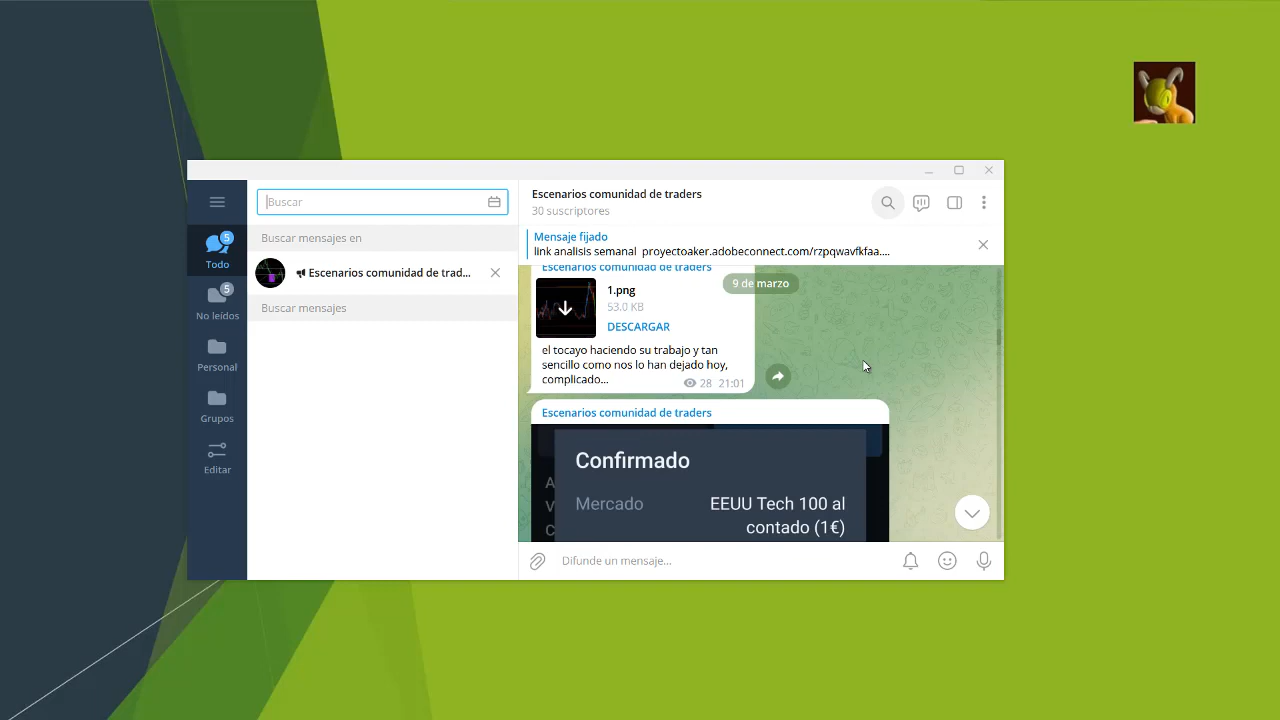 Buscar
Buscar mensajes en
Escenarios comunidad de trad...
Buscar mensajes
5
Todo
5
No leídos
Personal
Grupos
Editar
Escenarios comunidad de traders
30 suscriptores
Mensaje fijado
link analisis semanal proyectoaker.adobeconnect.com/rzpqwavfkfaa....
Escenarios comunidad de traders
9 de marzo
1.png
53.0 KB
DESCARGAR
el tocayo haciendo su trabajo y tan
sencillo como nos lo han dejado hoy,
complicado...
28 21:01
Escenarios comunidad de traders
Confirmado
A
Mercado EEUU Tech 100 al
V
contado (1€)
C
Difunde un mensaje...